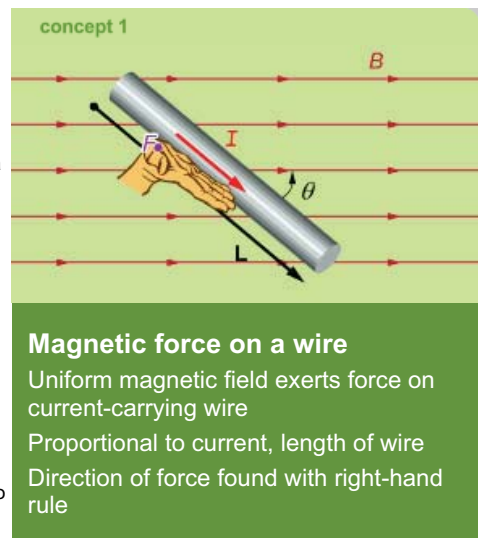 concept 1
B
F
I
θ
L
Magnetic force on a wire
Uniform magnetic field exerts force on
current-carrying wire
Proportional to current, length of wire
Direction of force found with right-hand
rule